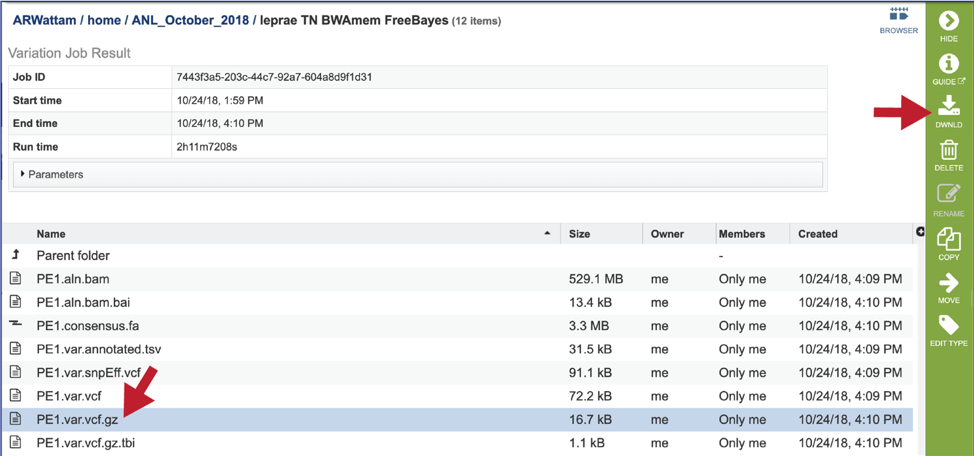 ARWattam / home / ANL_October_2018 / leprae TN BWAmem FreeBayes (12 items)
BROWSER
Variation Job Result
Job ID 7443f3a5-203c-44c7-92a7-604a8d9f1d31
Start time 10/24/18, 1:59 PM
End time 10/24/18, 4:10 PM
Run time 2h11m7208s
Parameters
Name Size Owner Members Created
Parent folder -
PE1.aln.bam 529.1 MB me Only me 10/24/18, 4:09 PM
PE1.aln.bam.bai 13.4 kB me Only me 10/24/18, 4:10 PM
PE1.consensus.fa 3.3 MB me Only me 10/24/18, 4:10 PM
PE1.var.annotated.tsv 31.5 kB me Only me 10/24/18, 4:09 PM
PE1.var.snpEff.vcf 91.1 kB me Only me 10/24/18, 4:10 PM
PE1.var.vcf 72.2 kB me Only me 10/24/18, 4:09 PM
PE1.var.vcf.gz 16.7 kB me Only me 10/24/18, 4:10 PM
PE1.var.vcf.gz.tbi 1.1 kB me Only me 10/24/18, 4:10 PM
HIDE
GUIDE
DWNLD
DELETE
RENAME
COPY
MOVE
EDIT TYPE